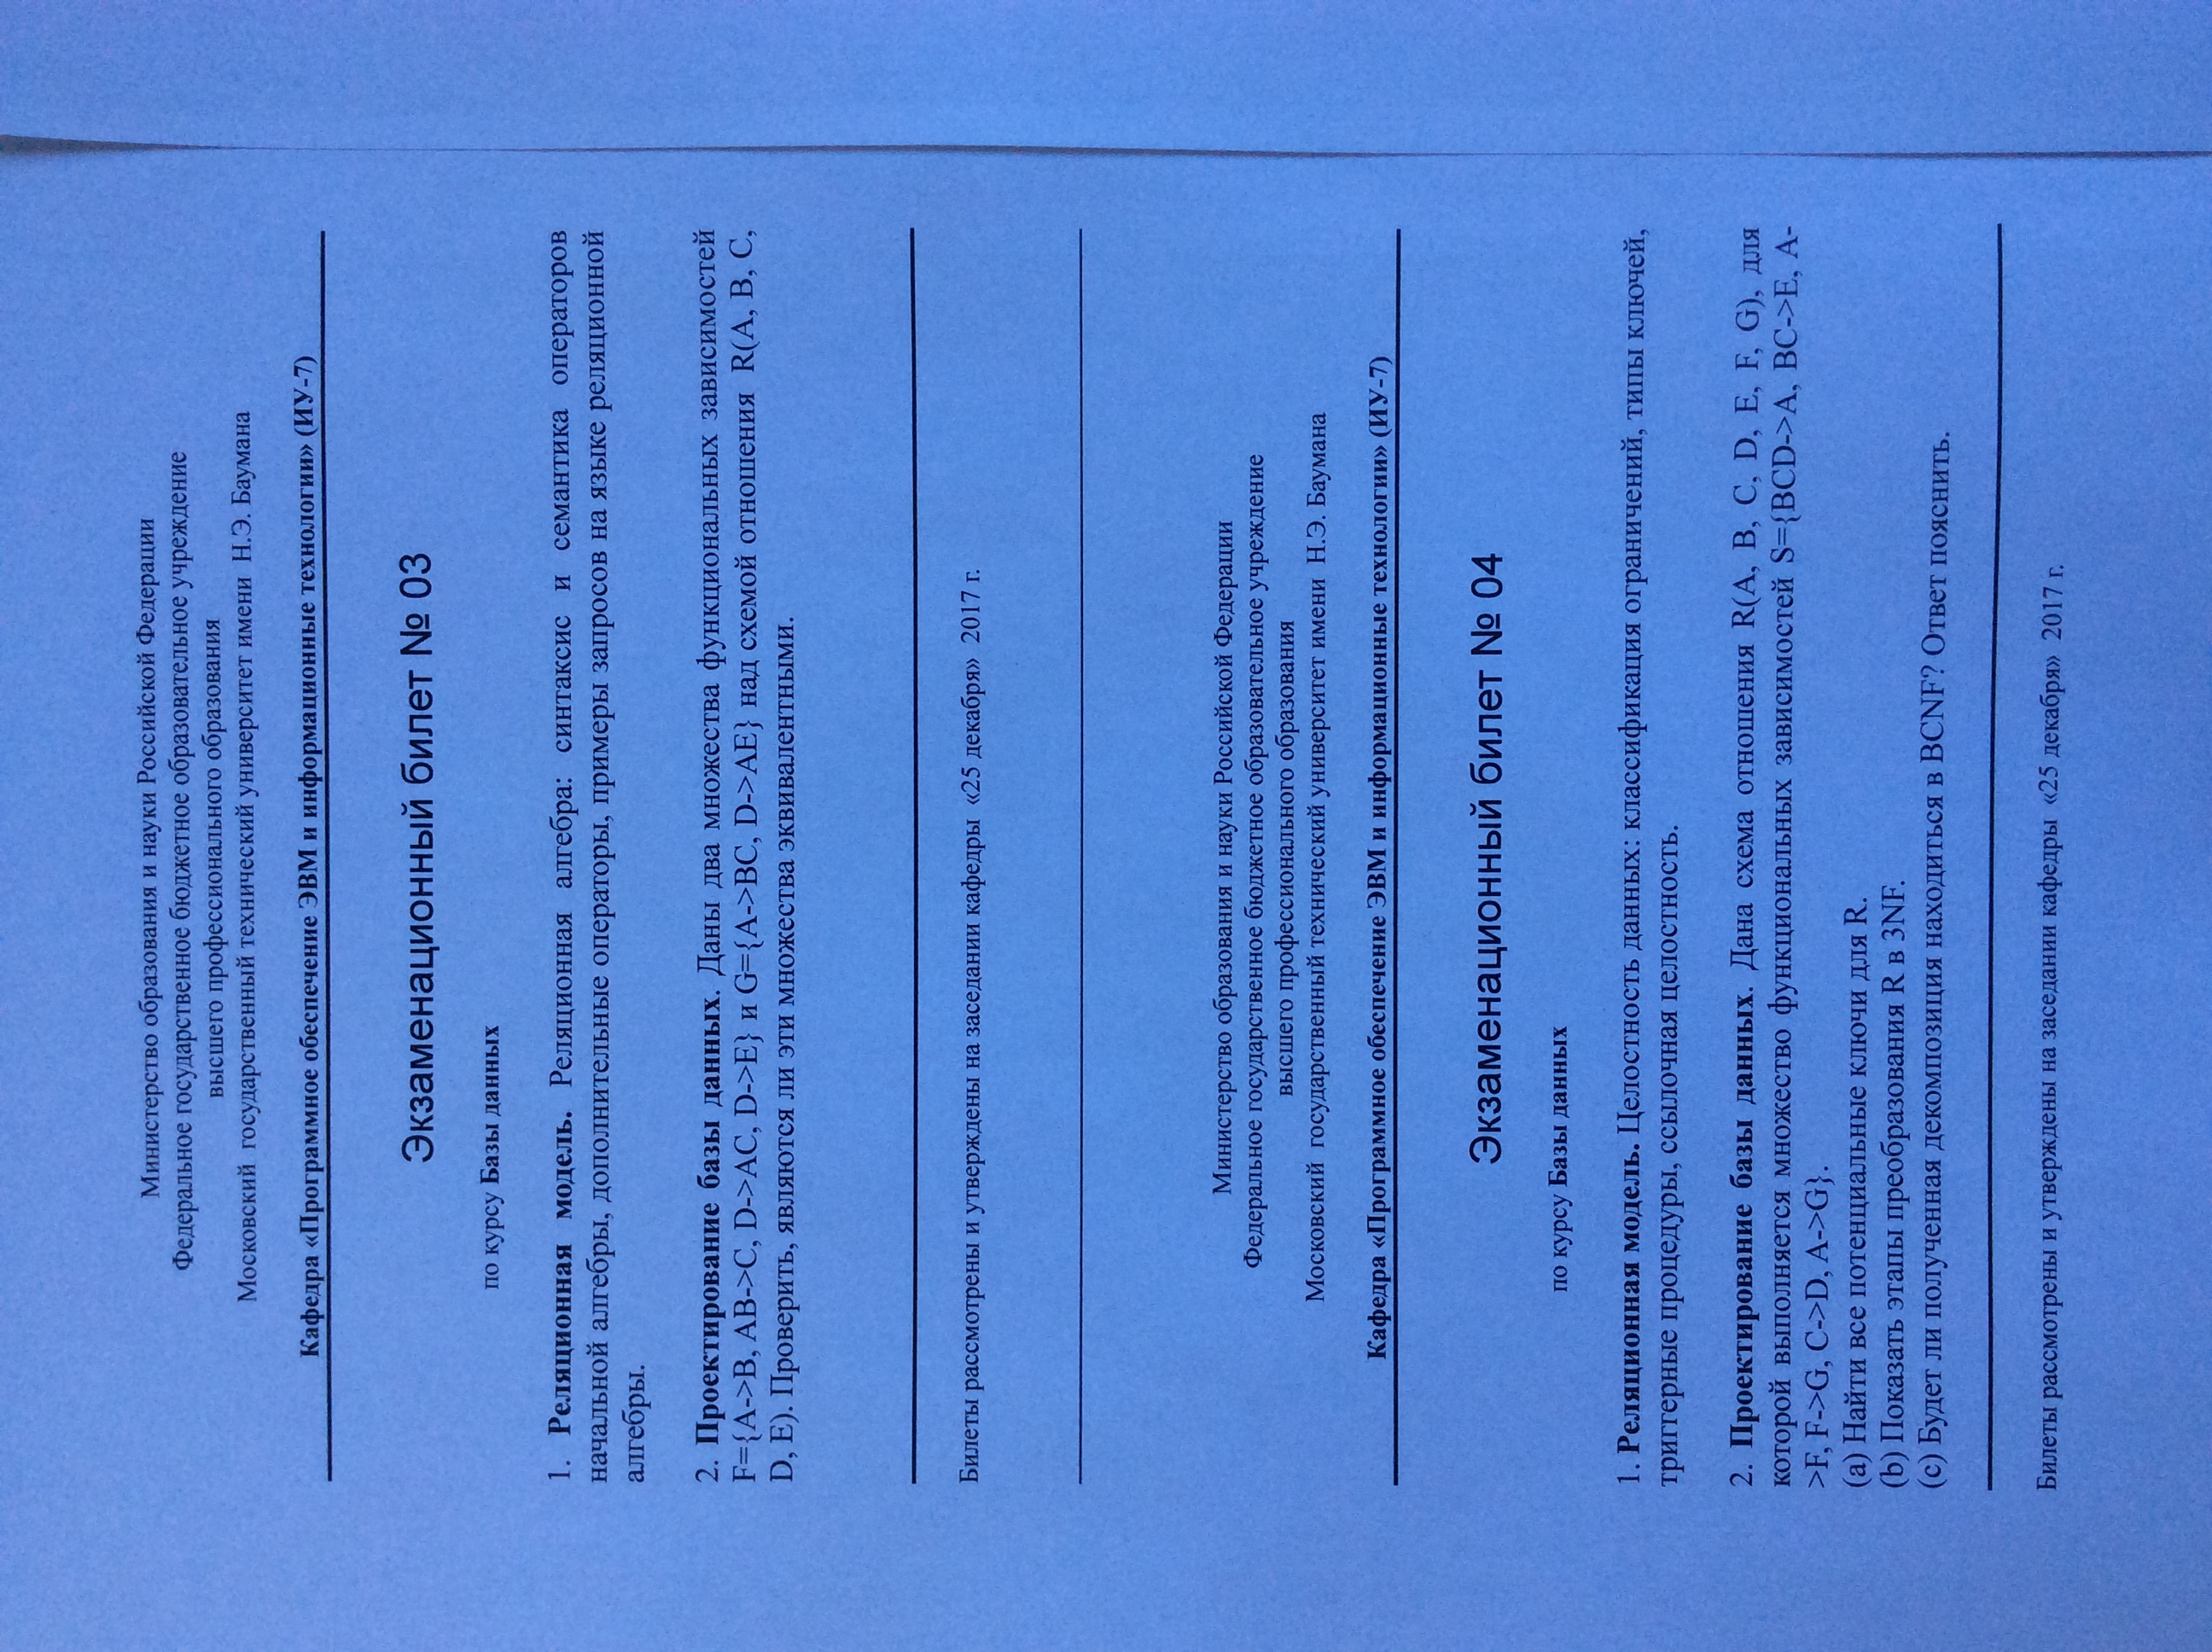 Министерство образования и науки Российской Федерации
Федеральное государственное бюджетное образовательное учреждение
высшего профессионального образования
Московский государственный технический университет имени Н.Э. Баумана
Кафедра «Программное обеспечение ЭВМ и информационные технологии» (ИУ-7)
Экзаменационный билет № 03
по курсу Базы данных
1. Реляционная модель. Реляционная алгебра: синтаксис и семантика операторов
начальной алгебры, дополнительные операторы, примеры запросов на языке реляционной
алгебры.
2. Проектирование базы данных. Даны два множества функциональных зависимостей
F={A->B, AB->C, D->AC, D->E} и G={A->BC, D->AE} над схемой отношения R(A, B, C,
D, E). Проверить, являются ли эти множества эквивалентными.
Билеты рассмотрены и утверждены на заседании кафедры «25 декабря» 2017 г.
Министерство образования и науки Российской Федерации
Федеральное государственное бюджетное образовательное учреждение
высшего профессионального образования
Московский государственный технический университет имени Н.Э. Баумана
Кафедра «Программное обеспечение ЭВМ и информационные технологии» (ИУ-7)
Экзаменационный билет № 04
по курсу Базы данных
1. Реляционная модель. Целостность данных: классификация ограничений, типы ключей,
триггерные процедуры, ссылочная целостность.
2. Проектирование базы данных. Дана схема отношения R(A, B, C, D, E, F, G), для
которой выполняется множество функциональных зависимостей S={BCD->A, BC->E, A-
>F, F->G, C->D, A->G}.
(a) Найти все потенциальные ключи для R.
(b) Показать этапы преобразования R в 3NF.
(c) Будет ли полученная декомпозиция находиться в BCNF? Ответ пояснить.
Билеты рассмотрены и утверждены на заседании кафедры «25 декабря» 2017 г.